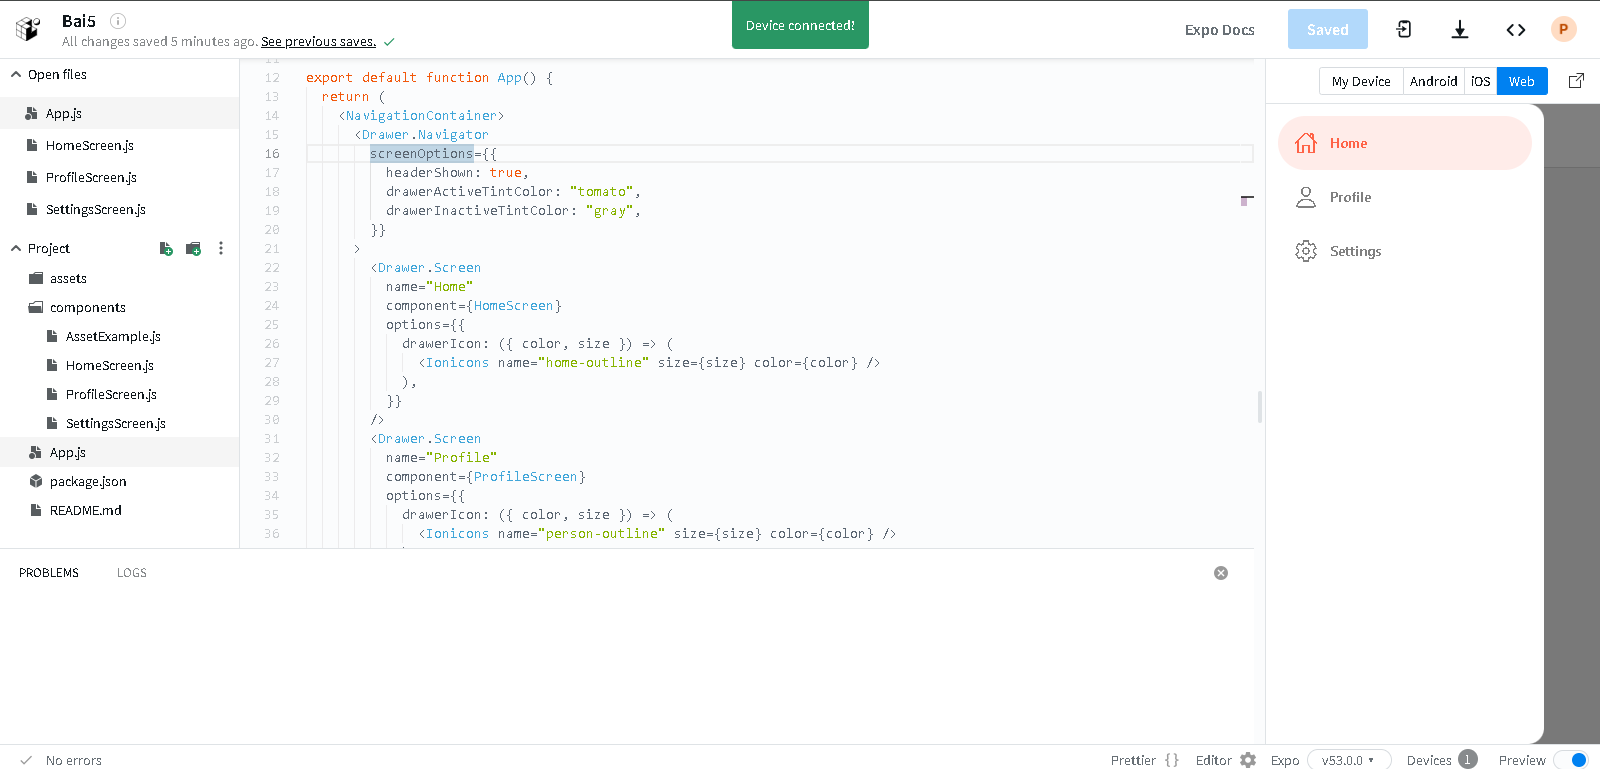 Bai5
All changes saved 5 minutes ago. See previous saves.
Device connected!
Expo Docs
Saved
P
Open files
App.js
HomeScreen.js
ProfileScreen.js
SettingsScreen.js
Project
assets
components
AssetExample.js
HomeScreen.js
ProfileScreen.js
SettingsScreen.js
App.js
package.json
README.md
11
12 export default function App() {
13 return (
14 <NavigationContainer>
15 <Drawer.Navigator
16 screenOptions={{
17 headerShown: true,
18 drawerActiveTintColor: "tomato",
19 drawerInactiveTintColor: "gray",
20 }}
21 >
22 <Drawer.Screen
23 name="Home"
24 component={HomeScreen}
25 options={{
26 drawerIcon: ({ color, size }) => (
27 <Ionicons name="home-outline" size={size} color={color} />
28 ),
29 }}
30 />
31 <Drawer.Screen
32 name="Profile"
33 component={ProfileScreen}
34 options={{
35 drawerIcon: ({ color, size }) => (
36 <Ionicons name="person-outline" size={size} color={color} />
My Device Android iOS Web
Home
Profile
Settings
PROBLEMS LOGS
No errors
Prettier {} Editor Expo v53.0.0 Devices 1 Preview